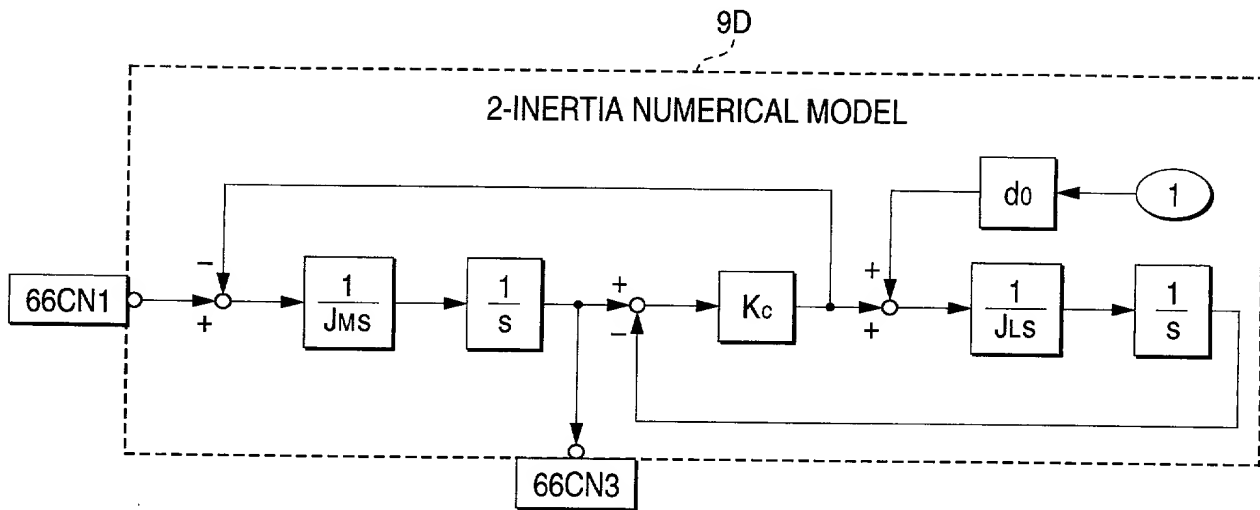 9D
2-INERTIA NUMERICAL MODEL
d0
1
−
+
66CN1
1
JMS
1
s
+
−
Kc
+
+
1
JLS
1
s
66CN3